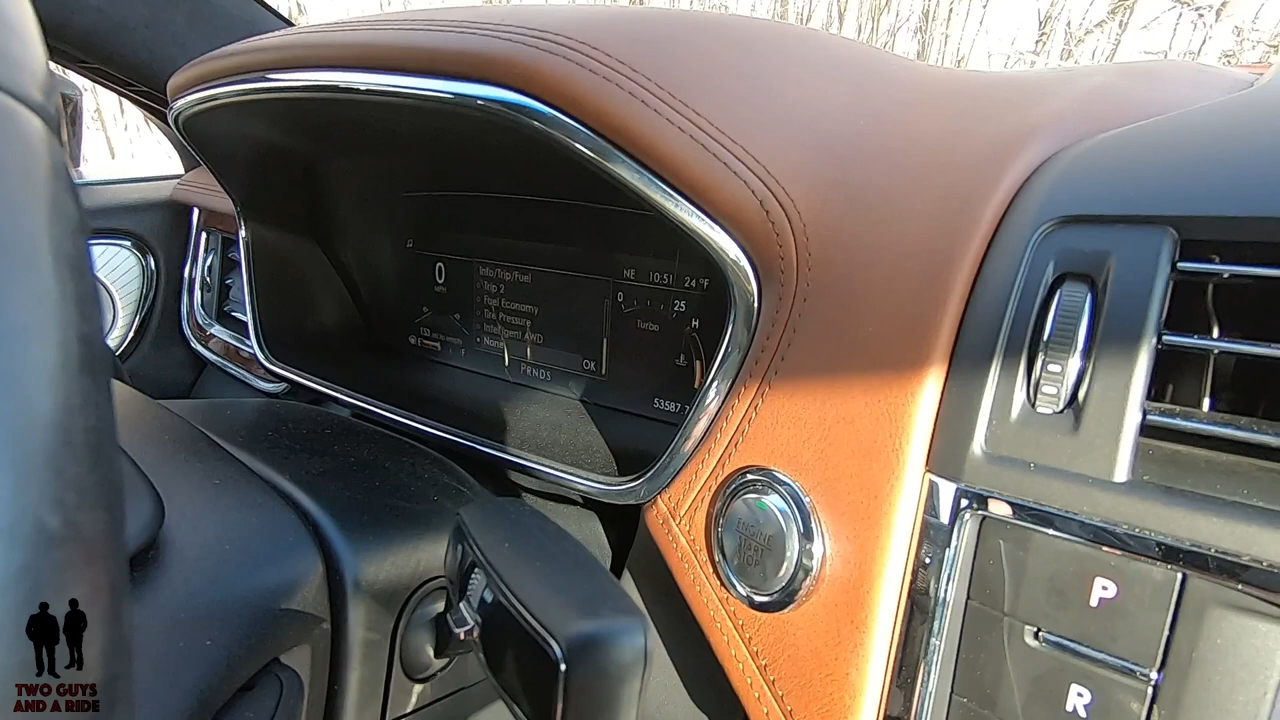 NE 10:51 24 °F
0
MPH
Info/Trip/Fuel
Trip 2
Fuel Economy
Tire Pressure
Intelligent AWD
None
OK
0 25
Turbo
H
E F
PRNDS
53587.7
ENGINE
START
STOP
P
R
TWO GUYS
AND A RIDE